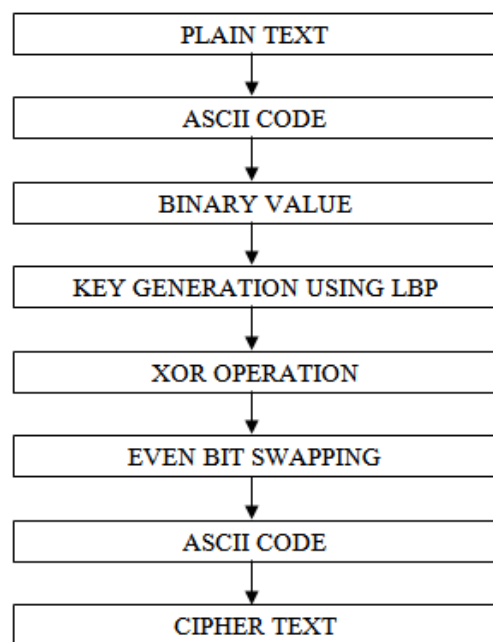 PLAIN TEXT
ASCII CODE
BINARY VALUE
KEY GENERATION USING LBP
XOR OPERATION
EVEN BIT SWAPPING
ASCII CODE
CIPHER TEXT